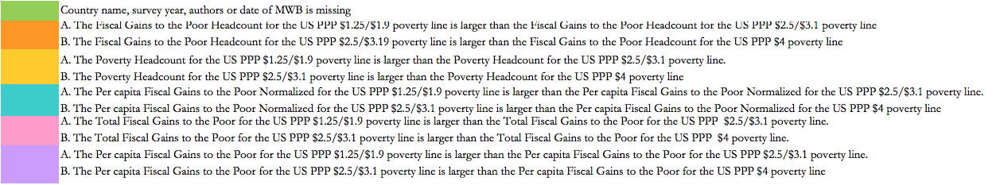 Country name, survey year, authors or date of MWB is missing
A. The Fiscal Gains to the Poor Headcount for the US PPP $1.25/$1.9 poverty line is larger than the Fiscal Gains to the Poor Headcount for the US PPP $2.5/$3.1 poverty line
B. The Fiscal Gains to the Poor Headcount for the US PPP $2.5/$3.19 poverty line is larger than the Fiscal Gains to the Poor Headcount for the US PPP $4 poverty line
A. The Poverty Headcount for the US PPP $1.25/$1.9 poverty line is larger than the Poverty Headcount for the US PPP $2.5/$3.1 poverty line.
B. The Poverty Headcount for the US PPP $2.5/$3.1 poverty line is larger than the Poverty Headcount for the US PPP $4 poverty line
A. The Per capita Fiscal Gains to the Poor Normalized for the US PPP $1.25/$1.9 poverty line is larger than the Per capita Fiscal Gains to the Poor Normalized for the US PPP $2.5/$3.1 poverty line.
B. The Per capita Fiscal Gains to the Poor Normalized for the US PPP $2.5/$3.1 poverty line is larger than the Per capita Fiscal Gains to the Poor Normalized for the US PPP $4 poverty line
A. The Total Fiscal Gains to the Poor for the US PPP $1.25/$1.9 poverty line is larger than the Total Fiscal Gains to the Poor for the US PPP $2.5/$3.1 poverty line.
B. The Total Fiscal Gains to the Poor for the US PPP $2.5/$3.1 poverty line is larger than the Total Fiscal Gains to the Poor for the US PPP $4 poverty line.
A. The Per capita Fiscal Gains to the Poor for the US PPP $1.25/$1.9 poverty line is larger than the Per capita Fiscal Gains to the Poor for the US PPP $2.5/$3.1 poverty line.
B. The Per capita Fiscal Gains to the Poor for the US PPP $2.5/$3.1 poverty line is larger than the Per capita Fiscal Gains to the Poor for the US PPP $4 poverty line